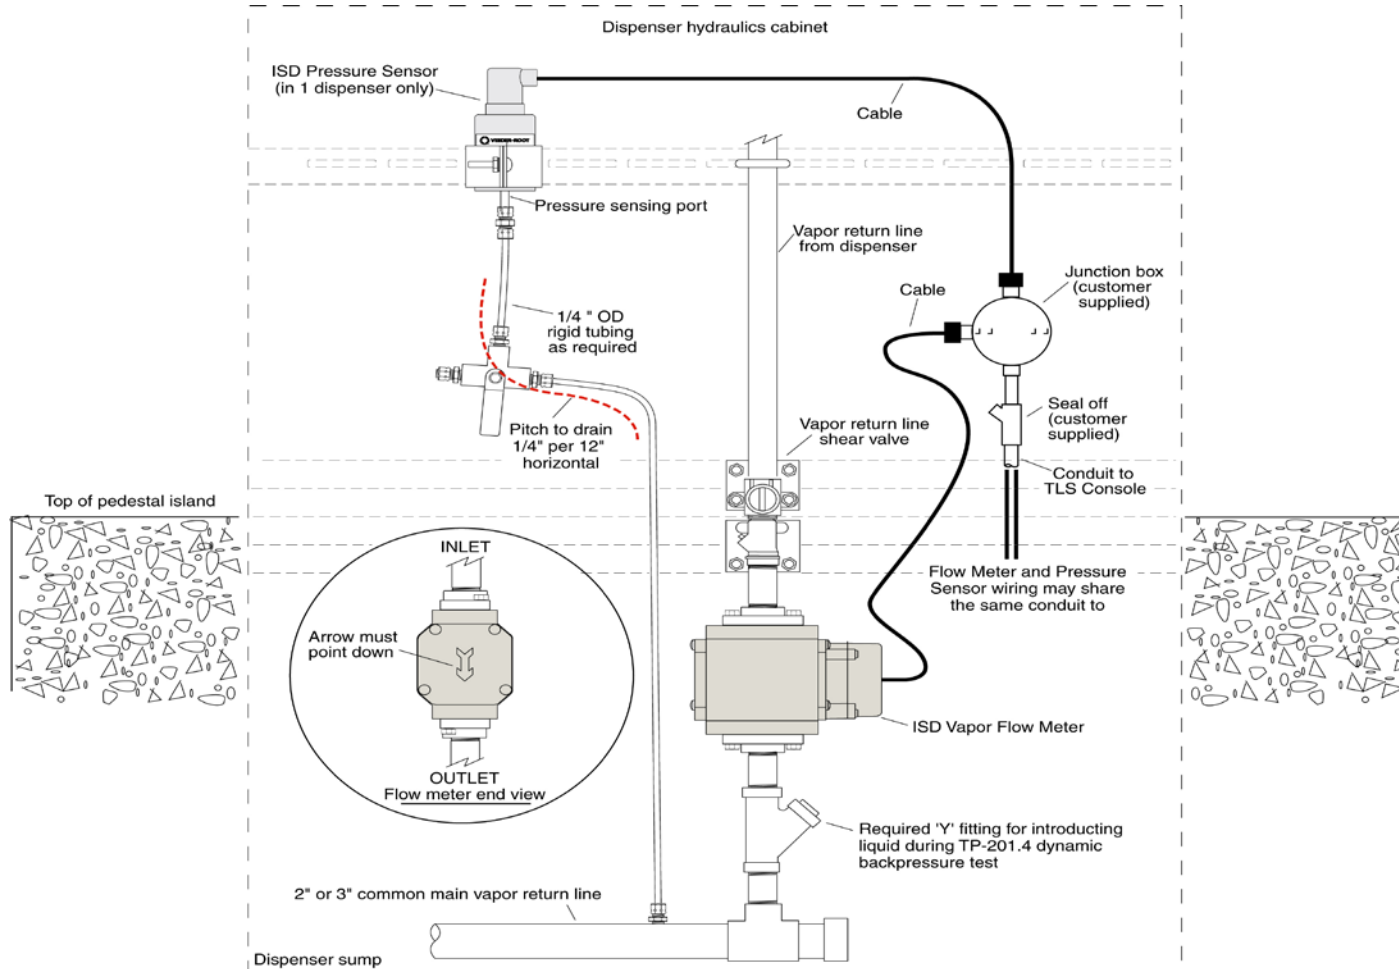 Dispenser hydraulics cabinet
ISD Pressure Sensor
(in 1 dispenser only)
Cable
VEEDER-ROOT
Pressure sensing port
Vapor return line
from dispenser
Junction box
(customer
supplied)
Cable
1/4 " OD
rigid tubing
as required
Seal off
(customer
supplied)
Pitch to drain
1/4" per 12"
horizontal
Vapor return line
shear valve
Conduit to
TLS Console
Top of pedestal island
INLET
Flow Meter and Pressure
Sensor wiring may share
the same conduit to
Arrow must
point down
ISD Vapor Flow Meter
OUTLET
Flow meter end view
Required 'Y' fitting for introducting
liquid during TP-201.4 dynamic
backpressure test
2" or 3" common main vapor return line
Dispenser sump